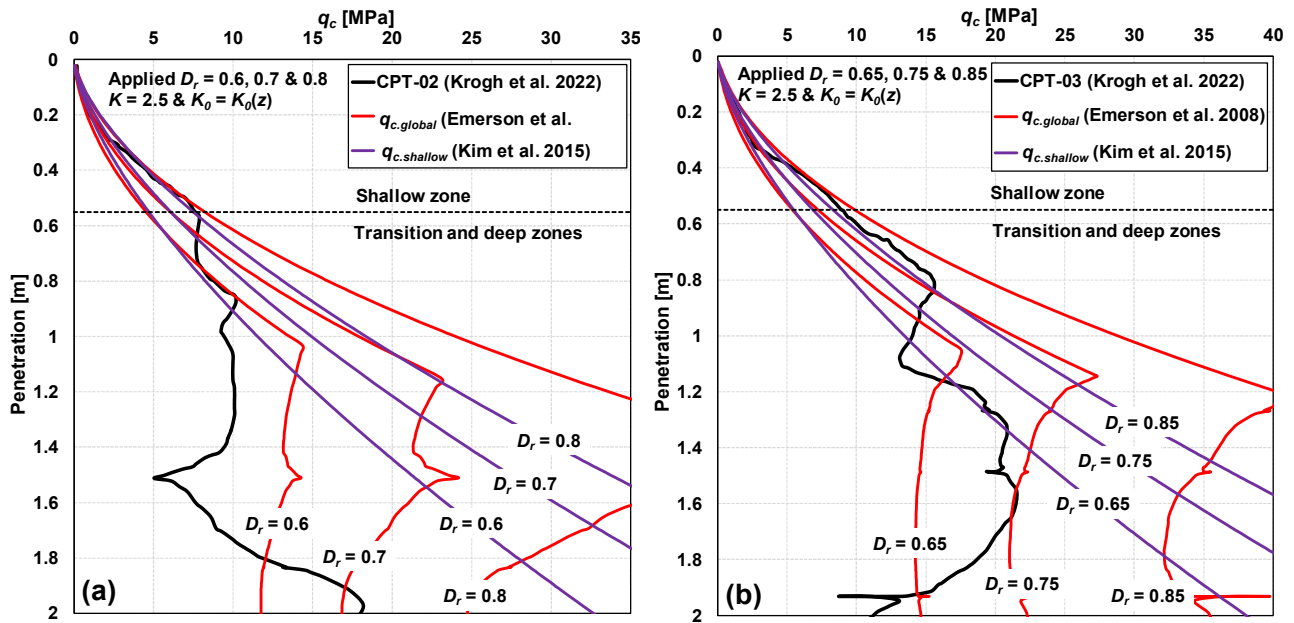 q_c [MPa]
0 5 10 15 20 25 30 35
Applied D_r = 0.6, 0.7 & 0.8
K = 2.5 & K_0 = K_0(z)
CPT-02 (Krogh et al. 2022)
q_c.global (Emerson et al.
q_c.shallow (Kim et al. 2015)
Shallow zone
Transition and deep zones
Penetration [m]
0
0.2
0.4
0.6
0.8
1
1.2
1.4
1.6
1.8
2
D_r = 0.8
D_r = 0.7
D_r = 0.6
D_r = 0.6
D_r = 0.7
D_r = 0.8
(a)
q_c [MPa]
0 5 10 15 20 25 30 35 40
Applied D_r = 0.65, 0.75 & 0.85
K = 2.5 & K_0 = K_0(z)
CPT-03 (Krogh et al. 2022)
q_c.global (Emerson et al. 2008)
q_c.shallow (Kim et al. 2015)
Shallow zone
Transition and deep zones
Penetration [m]
0
0.2
0.4
0.6
0.8
1
1.2
1.4
1.6
1.8
2
D_r = 0.85
D_r = 0.75
D_r = 0.65
D_r = 0.65
D_r = 0.75
D_r = 0.85
(b)